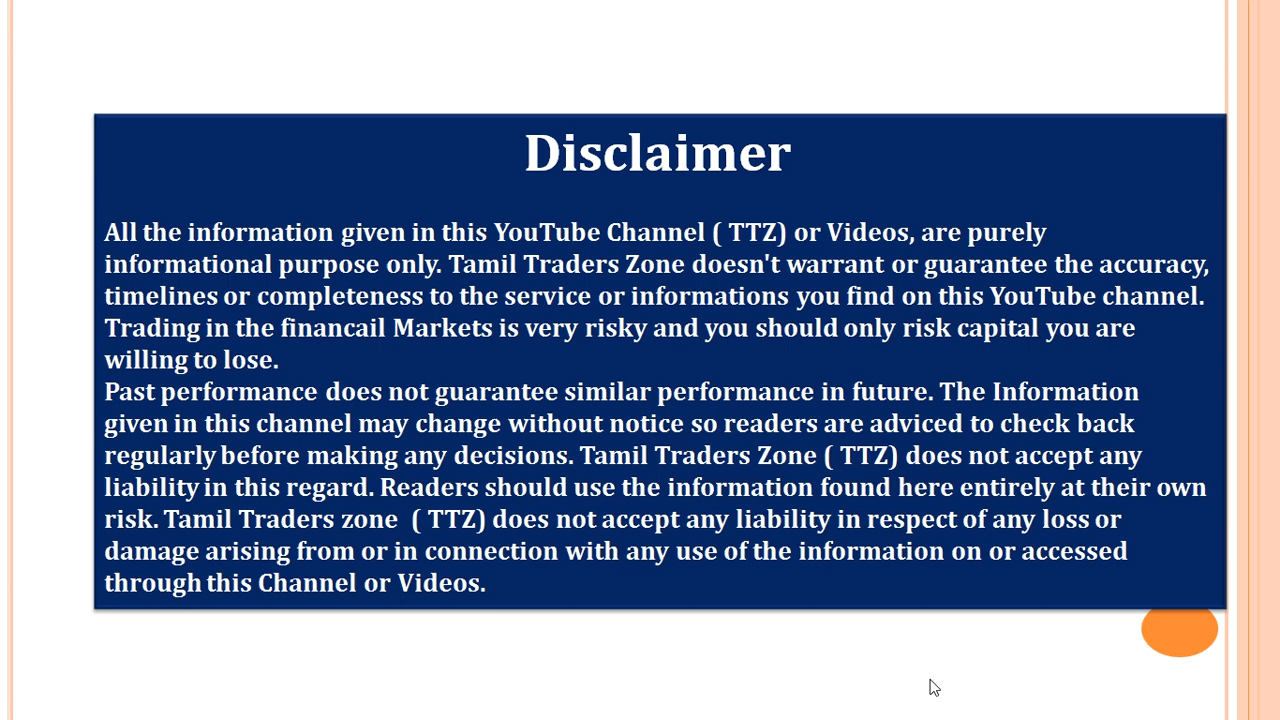 Disclaimer
All the information given in this YouTube Channel ( TTZ) or Videos, are purely
informational purpose only. Tamil Traders Zone doesn't warrant or guarantee the accuracy,
timelines or completeness to the service or informations you find on this YouTube channel.
Trading in the financail Markets is very risky and you should only risk capital you are
willing to lose.
Past performance does not guarantee similar performance in future. The Information
given in this channel may change without notice so readers are adviced to check back
regularly before making any decisions. Tamil Traders Zone ( TTZ) does not accept any
liability in this regard. Readers should use the information found here entirely at their own
risk. Tamil Traders zone  ( TTZ) does not accept any liability in respect of any loss or
damage arising from or in connection with any use of the information on or accessed
through this Channel or Videos.